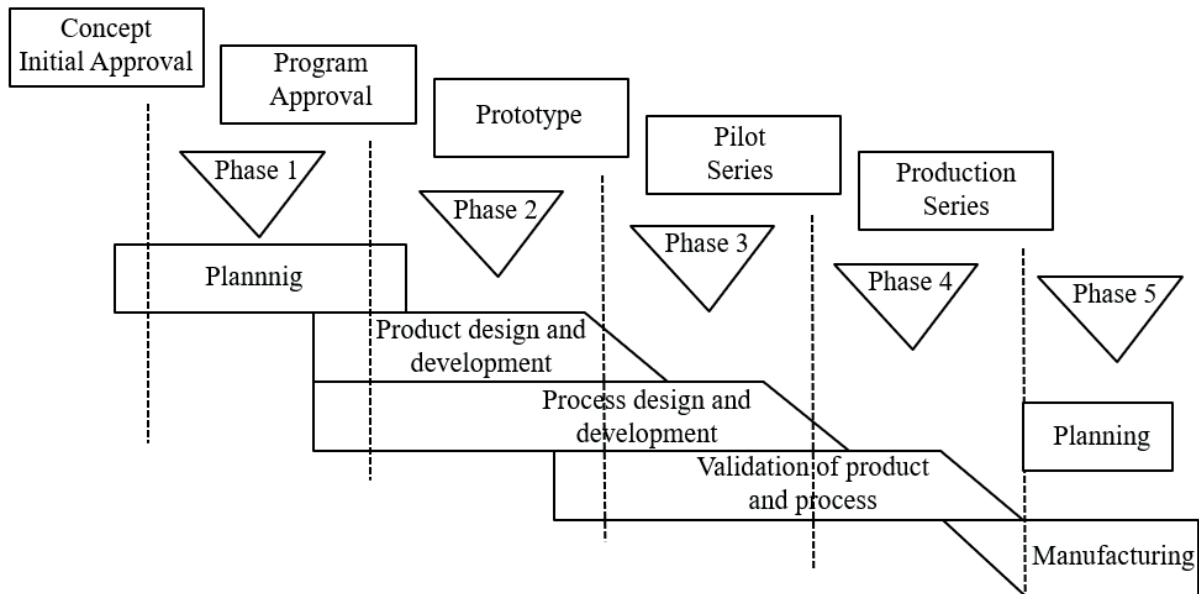 Concept
Initial Approval
Program
Approval
Prototype
Pilot
Series
Production
Series
Phase 1
Phase 2
Phase 3
Phase 4
Phase 5
Plannnig
Product design and
development
Process design and
development
Planning
Validation of product
and process
Manufacturing